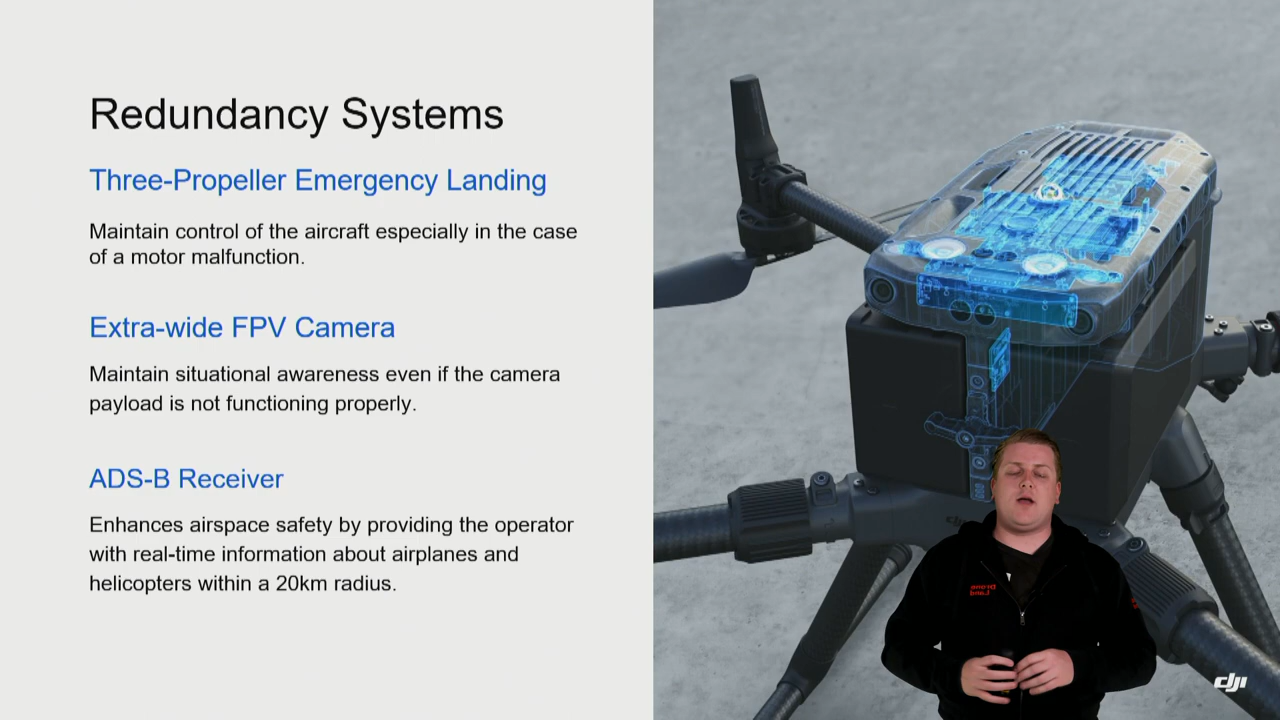 Redundancy Systems
Three-Propeller Emergency Landing
Maintain control of the aircraft especially in the case
of a motor malfunction.
Extra-wide FPV Camera
Maintain situational awareness even if the camera
payload is not functioning properly.
ADS-B Receiver
Enhances airspace safety by providing the operator
with real-time information about airplanes and
helicopters within a 20km radius.
Drone
Land
dji